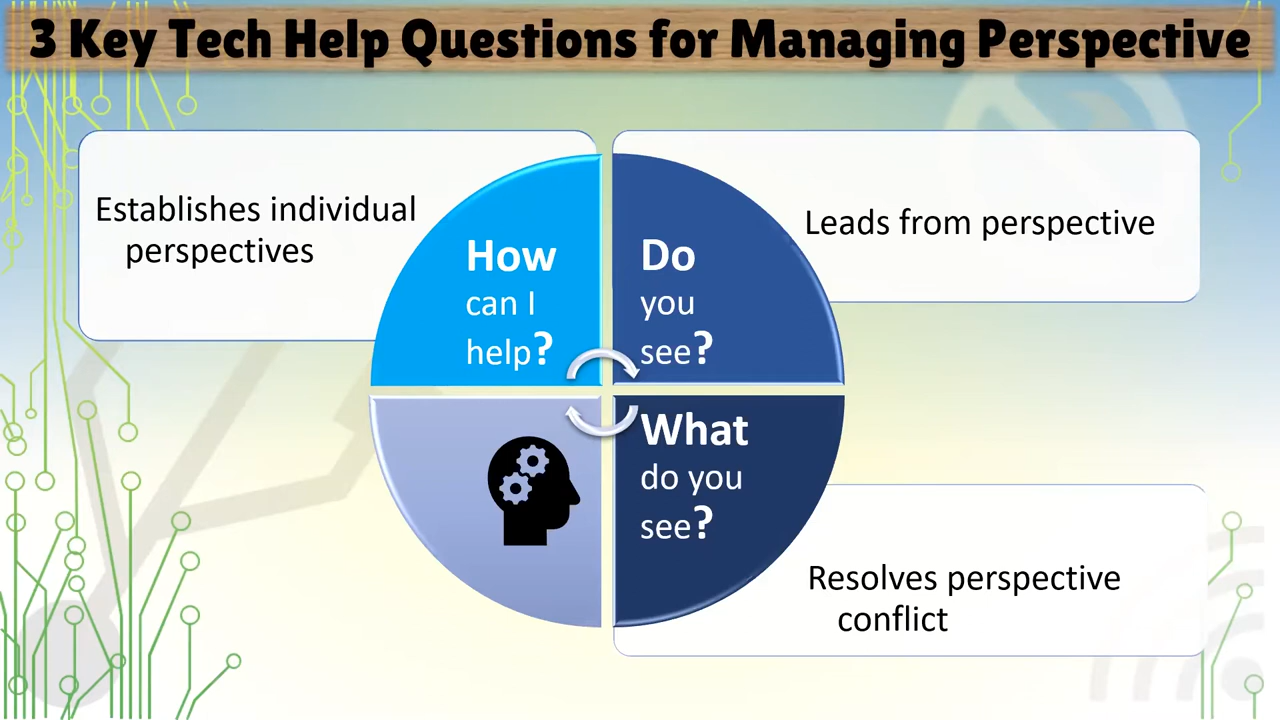 3 Key Tech Help Questions for Managing Perspective
Establishes individual
perspectives
How
can I
help?
Do
you
see?
Leads from perspective
What
do you
see?
Resolves perspective
conflict